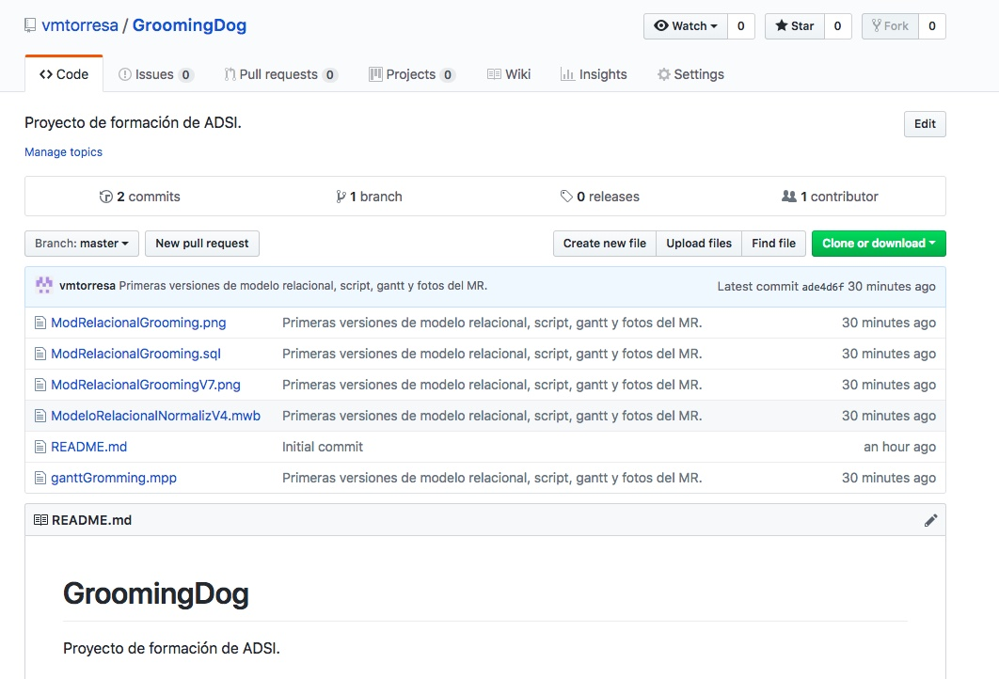 vmtorresa / GroomingDog Watch 0 Star 0 Fork 0
Code Issues 0 Pull requests 0 Projects 0 Wiki Insights Settings
Proyecto de formación de ADSI. Edit
Manage topics
2 commits 1 branch 0 releases 1 contributor
Branch: master New pull request Create new file Upload files Find file Clone or download
vmtorresa Primeras versiones de modelo relacional, script, gantt y fotos del MR. Latest commit ade4d6f 30 minutes ago
ModRelacionalGrooming.png Primeras versiones de modelo relacional, script, gantt y fotos del MR. 30 minutes ago
ModRelacionalGrooming.sql Primeras versiones de modelo relacional, script, gantt y fotos del MR. 30 minutes ago
ModRelacionalGroomingV7.png Primeras versiones de modelo relacional, script, gantt y fotos del MR. 30 minutes ago
ModeloRelacionalNormalizV4.mwb Primeras versiones de modelo relacional, script, gantt y fotos del MR. 30 minutes ago
README.md Initial commit an hour ago
ganttGromming.mpp Primeras versiones de modelo relacional, script, gantt y fotos del MR. 30 minutes ago
README.md
GroomingDog
Proyecto de formación de ADSI.